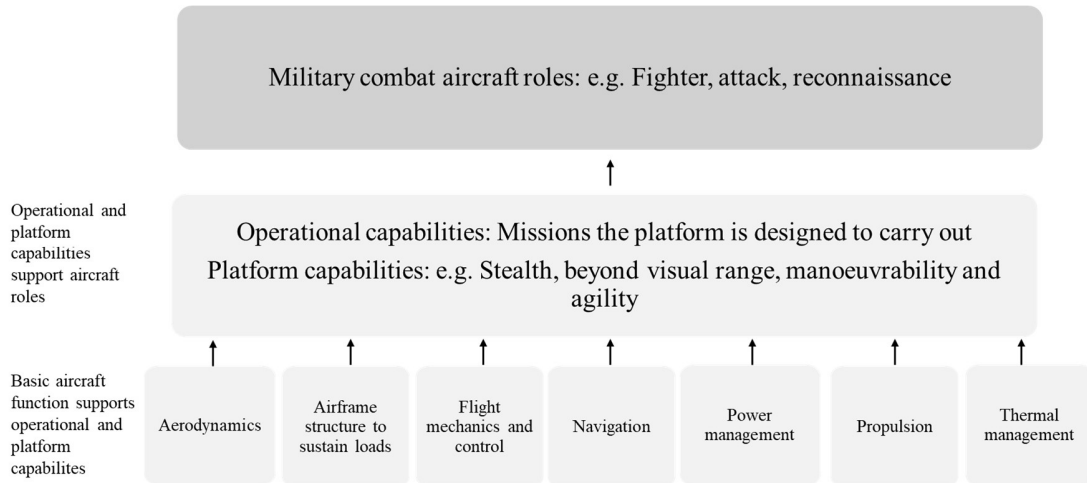 Military combat aircraft roles: e.g. Fighter, attack, reconnaissance
Operational and
platform
capabilities
support aircraft
roles
Operational capabilities: Missions the platform is designed to carry out
Platform capabilities: e.g. Stealth, beyond visual range, manoeuvrability and
agility
Basic aircraft
function supports
operational and
platform
capabilites
Aerodynamics
Airframe
structure to
sustain loads
Flight
mechanics and
control
Navigation
Power
management
Propulsion
Thermal
management